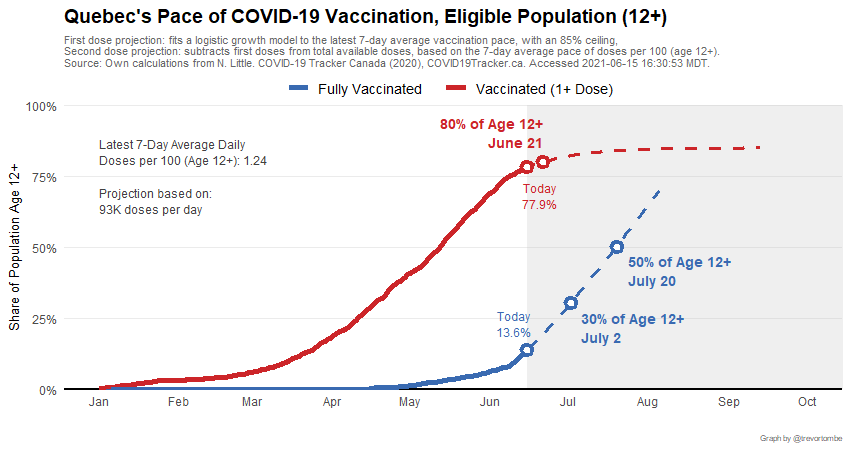 Quebec's Pace of COVID-19 Vaccination, Eligible Population (12+)
First dose projection: fits a logistic growth model to the latest 7-day average vaccination pace, with an 85% ceiling,
Second dose projection: subtracts first doses from total available doses, based on the 7-day average pace of doses per 100 (age 12+).
Source: Own calculations from N. Little. COVID-19 Tracker Canada (2020), COVID19Tracker.ca. Accessed 2021-06-15 16:30:53 MDT.
Fully Vaccinated
Vaccinated (1+ Dose)
100%
75%
50%
25%
0%
Share of Population Age 12+
Latest 7-Day Average Daily
Doses per 100 (Age 12+): 1.24
Projection based on:
93K doses per day
80% of Age 12+
June 21
Today
77.9%
50% of Age 12+
July 20
Today
13.6%
30% of Age 12+
July 2
Jan
Feb
Mar
Apr
May
Jun
Jul
Aug
Sep
Oct
Graph by @trevortombe